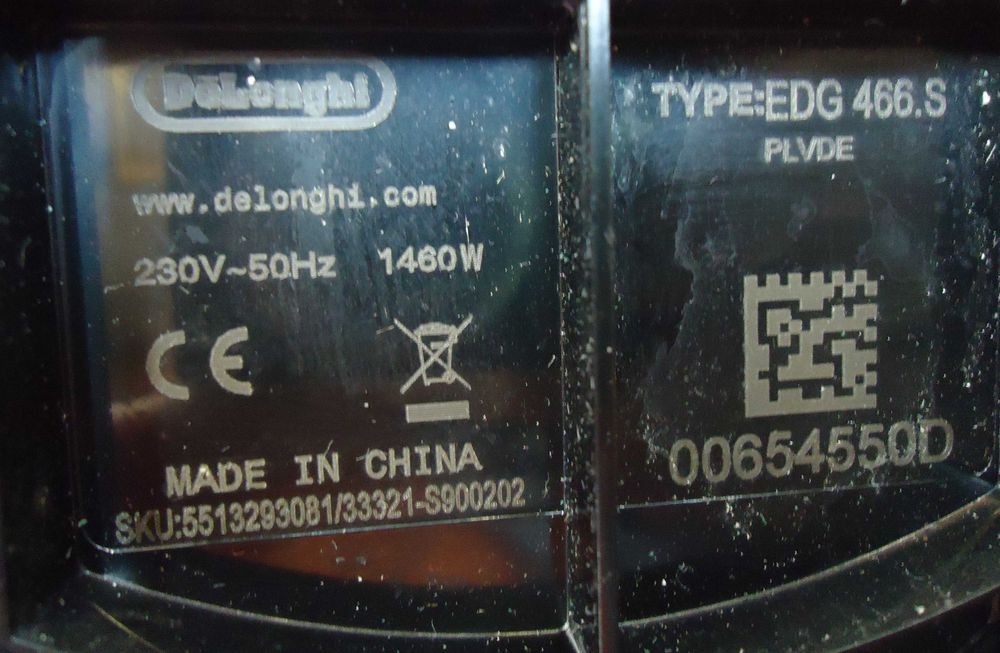 DeLonghi
www.delonghi.com
230V~50Hz 1460W
CE
MADE IN CHINA
SKU:5513293081/33321-S900202
TYPE:EDG 466.S
PLVDE
00654550D